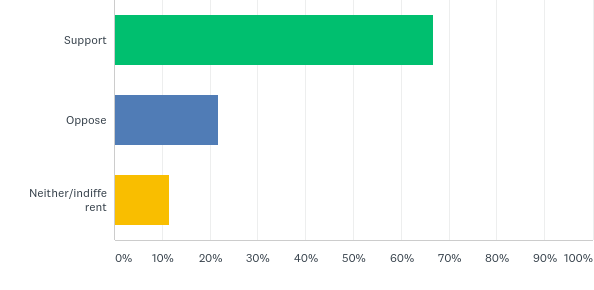 Support
Oppose
Neither/indiffe
rent
0% 10% 20% 30% 40% 50% 60% 70% 80% 90% 100%